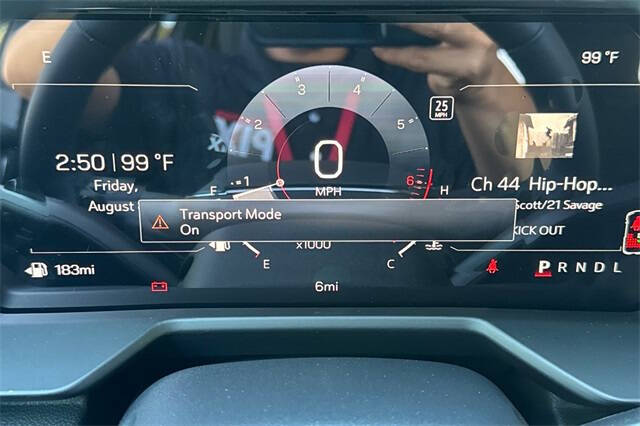 E
99 °F
3
4
25
MPH
2
5
2:50 | 99 °F
0
Friday,
August
F
1
MPH
6
H
Ch 44 Hip-Hop...
Scott/21 Savage
Transport Mode
On
KICK OUT
x1000
E
C
183mi
6mi
P R N D L